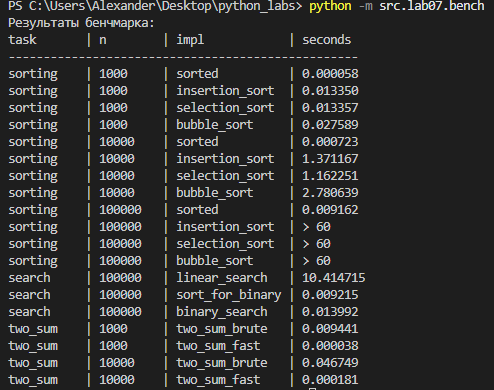 PS C:\Users\Alexander\Desktop\python_labs> python -m src.lab07.bench
Результаты бенчмарка:
task | n | impl | seconds
--------------------------------------------------
sorting | 1000 | sorted | 0.000058
sorting | 1000 | insertion_sort | 0.013350
sorting | 1000 | selection_sort | 0.013357
sorting | 1000 | bubble_sort | 0.027589
sorting | 10000 | sorted | 0.000723
sorting | 10000 | insertion_sort | 1.371167
sorting | 10000 | selection_sort | 1.162251
sorting | 10000 | bubble_sort | 2.780639
sorting | 100000 | sorted | 0.009162
sorting | 100000 | insertion_sort | > 60
sorting | 100000 | selection_sort | > 60
sorting | 100000 | bubble_sort | > 60
search | 100000 | linear_search | 10.414715
search | 100000 | sort_for_binary | 0.009215
search | 100000 | binary_search | 0.013992
two_sum | 1000 | two_sum_brute | 0.009441
two_sum | 1000 | two_sum_fast | 0.000038
two_sum | 10000 | two_sum_brute | 0.046749
two_sum | 10000 | two_sum_fast | 0.000181